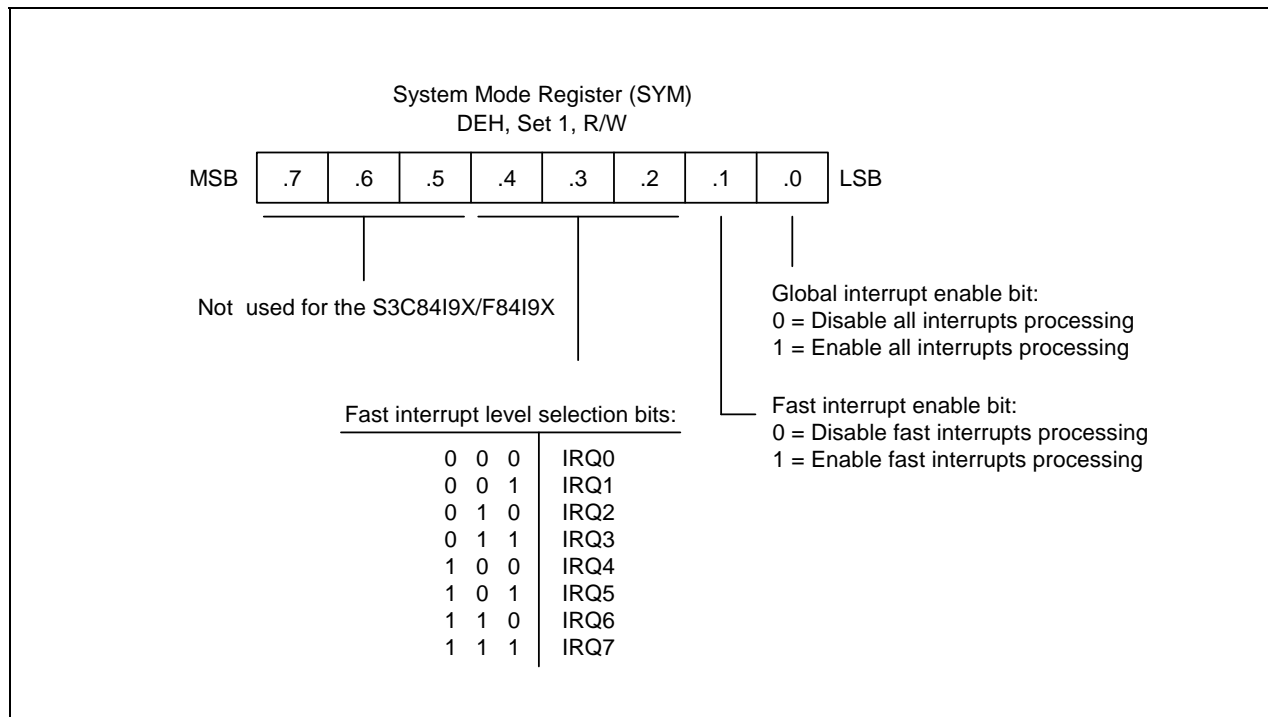 System Mode Register (SYM)
DEH, Set 1, R/W
MSB .7 .6 .5 .4 .3 .2 .1 .0 LSB
Not used for the S3C84I9X/F84I9X
Global interrupt enable bit:
0 = Disable all interrupts processing
1 = Enable all interrupts processing
Fast interrupt enable bit:
0 = Disable fast interrupts processing
1 = Enable fast interrupts processing
Fast interrupt level selection bits:
0 0 0 IRQ0
0 0 1 IRQ1
0 1 0 IRQ2
0 1 1 IRQ3
1 0 0 IRQ4
1 0 1 IRQ5
1 1 0 IRQ6
1 1 1 IRQ7